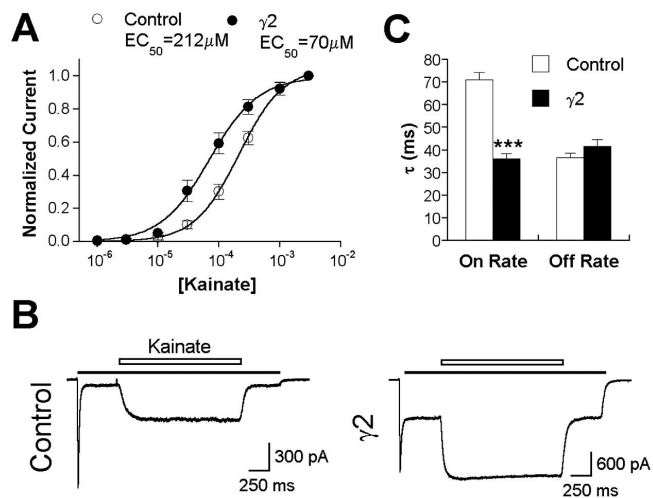 A
Control
EC50=212μM
γ2
EC50=70μM
Normalized Current
1.0
0.8
0.6
0.4
0.2
0.0
10-6
10-5
10-4
10-3
10-2
[Kainate]
C
Control
γ2
τ (ms)
80
70
60
50
40
30
20
10
0
***
On Rate
Off Rate
B
Control
Kainate
300 pA
250 ms
γ2
600 pA
250 ms